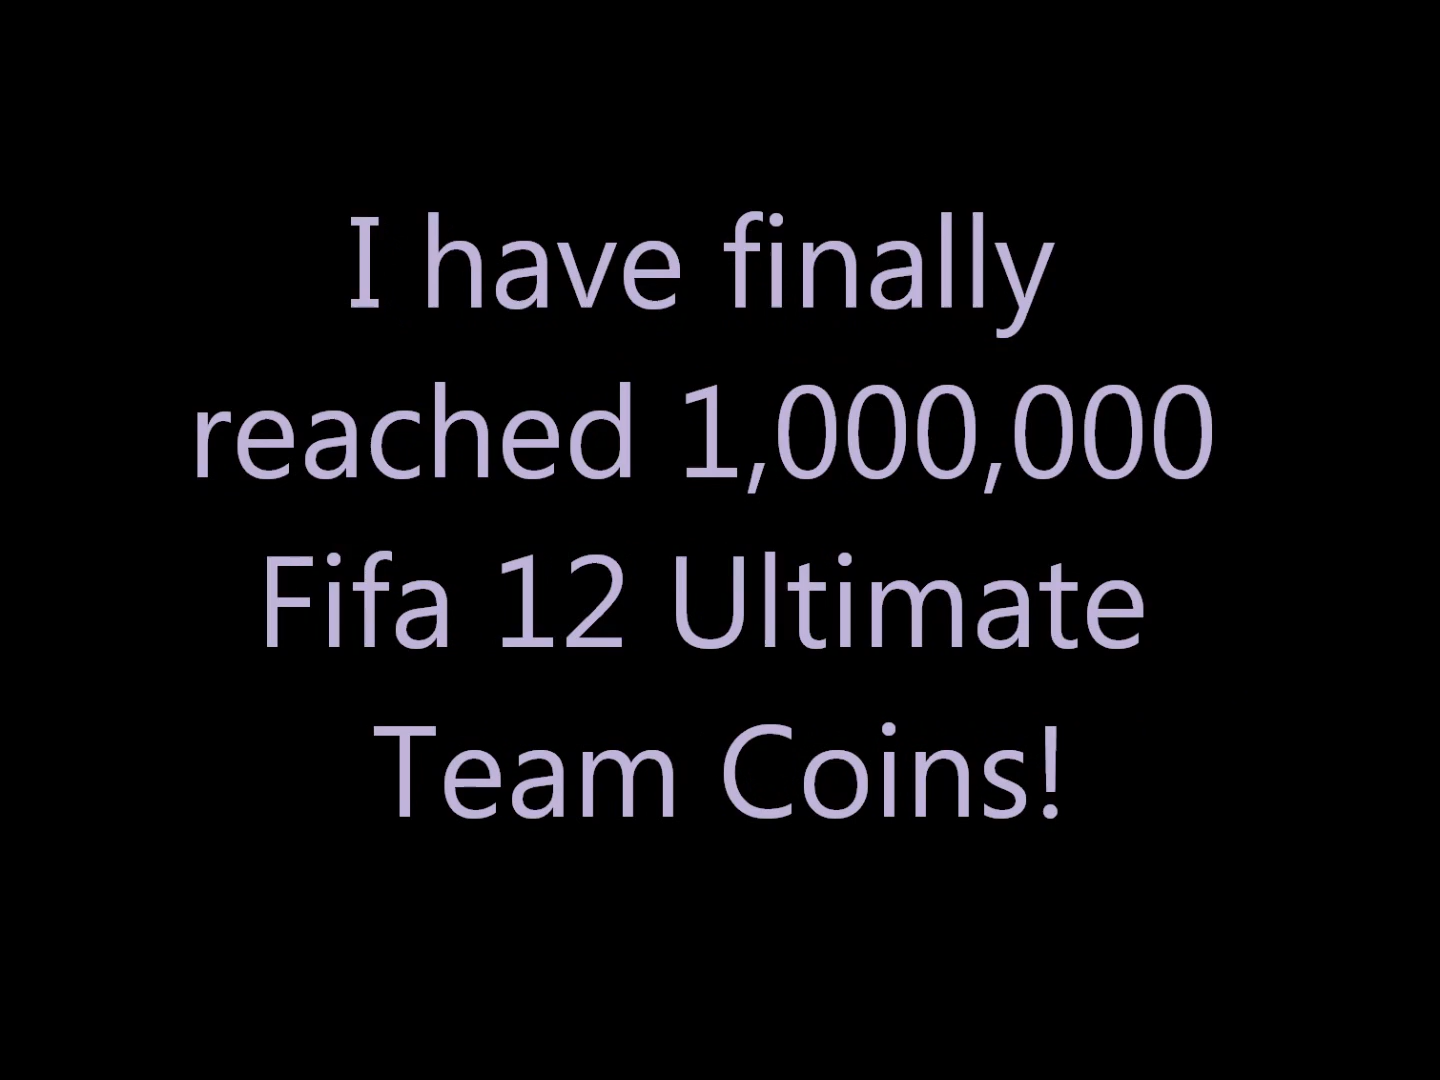 I have finally
reached 1,000,000
Fifa 12 Ultimate
Team Coins!